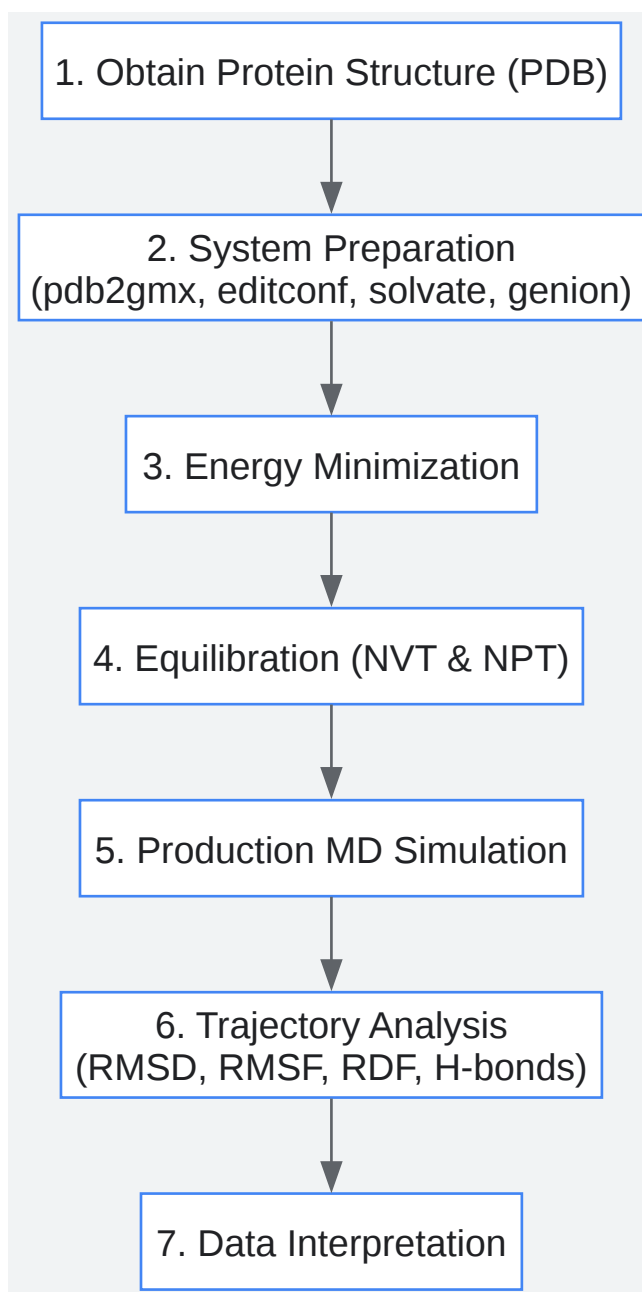 1. Obtain Protein Structure (PDB)
2. System Preparation
(pdb2gmx, editconf, solvate, genion)
3. Energy Minimization
4. Equilibration (NVT & NPT)
5. Production MD Simulation
6. Trajectory Analysis
(RMSD, RMSF, RDF, H-bonds)
7. Data Interpretation